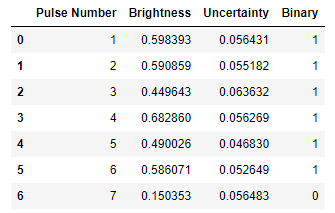 Pulse Number Brightness Uncertainty Binary
0 1 0.598393 0.056431 1
1 2 0.590859 0.055182 1
2 3 0.449643 0.063632 1
3 4 0.682860 0.056269 1
4 5 0.490026 0.046830 1
5 6 0.586071 0.052649 1
6 7 0.150353 0.056483 0